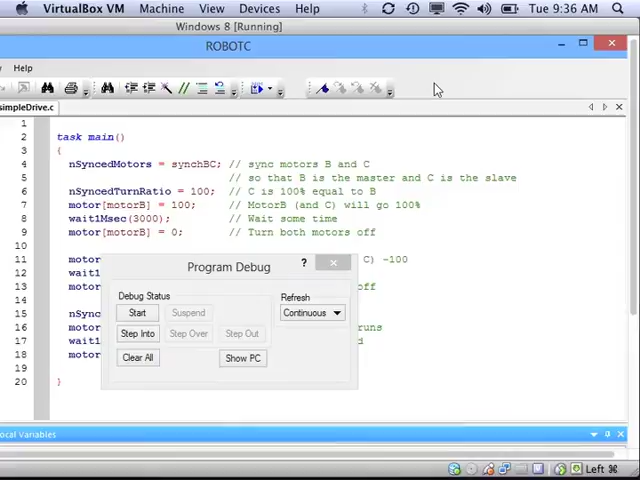 VirtualBox VM Machine View Devices Help Tue 9:36 AM
Windows 8 [Running]
ROBOTC
Help
simpleDrive.c
1
2 task main()
3 {
4 nSyncedMotors = synchBC; // sync motors B and C
5 // so that B is the master and C is the slave
6 nSyncedTurnRatio = 100; // C is 100% equal to B
7 motor[motorB] = 100; // MotorB (and C) will go 100%
8 wait1Msec(3000); // Wait some time
9 motor[motorB] = 0; // Turn both motors off
10
11 motor C) -100
12 wait1
13 motor off
14
15 nSy
16 moto runs
17 wait1 d
18 motor
19
20 }
Program Debug ?
Debug Status
Start Suspend
Step Into Step Over Step Out
Clear All Show PC
Refresh
Continuous
ocal Variables
Left ⌘